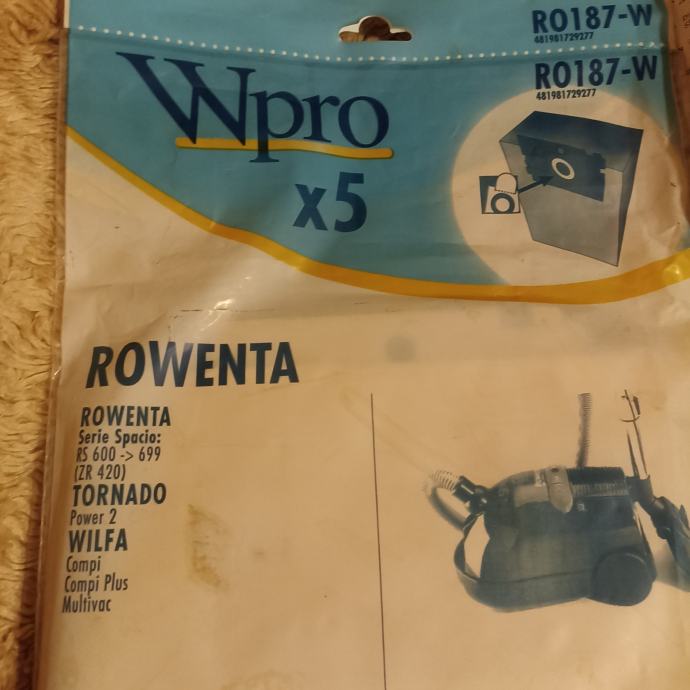 RO187-W
481981729277
RO187-W
481981729277
Wpro
x5
ROWENTA
ROWENTA
Serie Spacio:
RS 600 -> 699
(ZR 420)
TORNADO
Power 2
WILFA
Compi
Compi Plus
Multivac